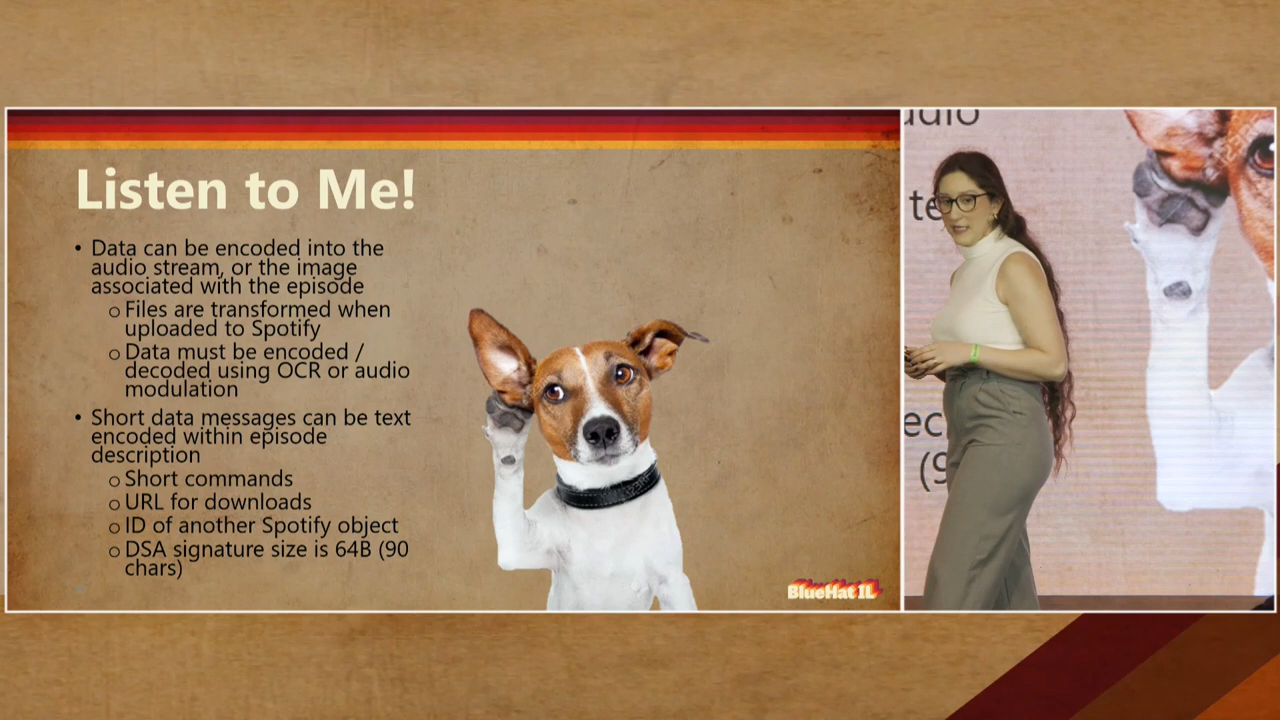 Listen to Me!
• Data can be encoded into the
audio stream, or the image
associated with the episode
o Files are transformed when
uploaded to Spotify
o Data must be encoded /
decoded using OCR or audio
modulation
• Short data messages can be text
encoded within episode
description
o Short commands
o URL for downloads
o ID of another Spotify object
o DSA signature size is 64B (90
chars)
BlueHat IL
te
ec
(9